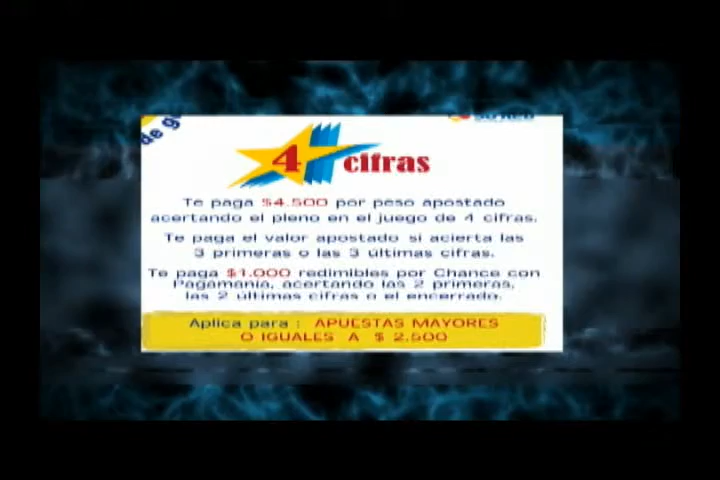 de g
SU RED
4 cifras
Te paga $4.500 por peso apostado
acertando el pleno en el juego de 4 cifras.
Te paga el valor apostado si acierta las
3 primeras o las 3 últimas cifras.
Te paga $1.000 redimibles por Chance con
Pagamanía, acertando las 2 primeras,
las 2 últimas cifras o el encerrado.
Aplica para : APUESTAS MAYORES
O IGUALES A $ 2.500